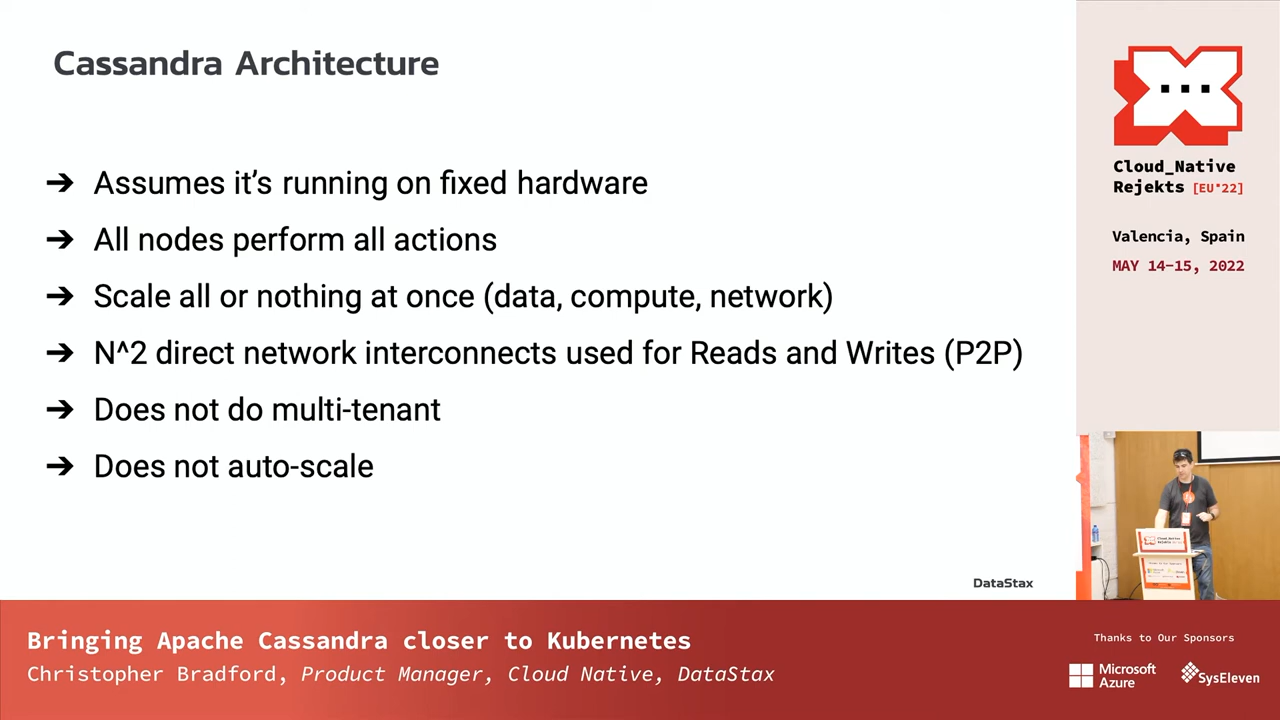 Cassandra Architecture
➔ Assumes it’s running on fixed hardware
➔ All nodes perform all actions
➔ Scale all or nothing at once (data, compute, network)
➔ N^2 direct network interconnects used for Reads and Writes (P2P)
➔ Does not do multi-tenant
➔ Does not auto-scale
DataStax
Cloud_Native
Rejekts [EU*22]
Valencia, Spain
MAY 14-15, 2022
Bringing Apache Cassandra closer to Kubernetes
Christopher Bradford, Product Manager, Cloud Native, DataStax
Thanks to Our Sponsors
Microsoft
Azure
SysEleven